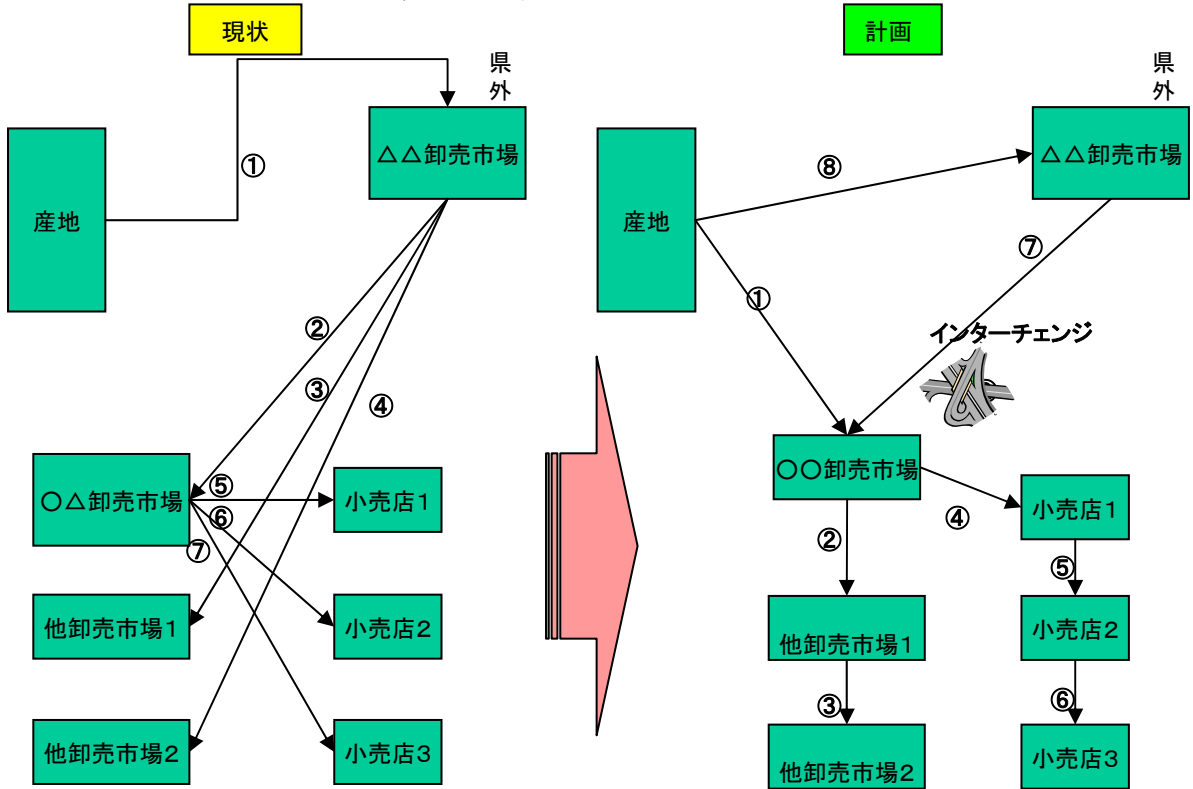 現状
県
外
△△卸売市場
産地
①
②
③
④
○△卸売市場
⑤
⑥
⑦
小売店1
他卸売市場1
小売店2
他卸売市場2
小売店3
計画
県
外
△△卸売市場
産地
⑧
①
⑦
インターチェンジ
○○卸売市場
④
小売店1
②
⑤
他卸売市場1
小売店2
③
⑥
他卸売市場2
小売店3